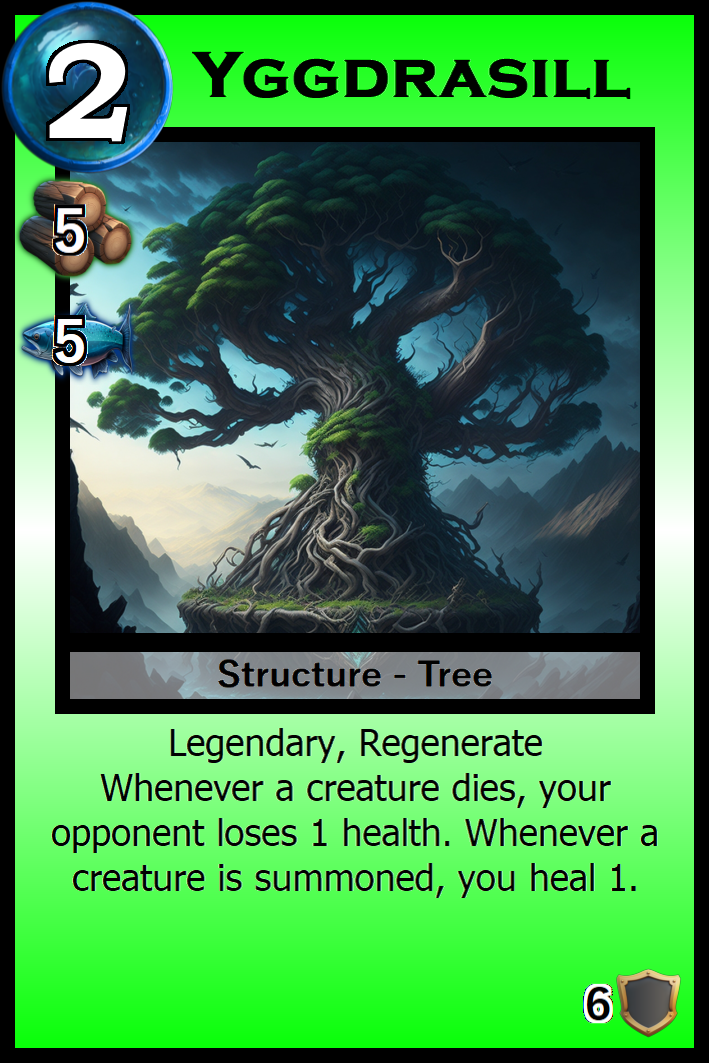 2
Yggdrasill
5
5
Structure - Tree
Legendary, Regenerate
Whenever a creature dies, your
opponent loses 1 health. Whenever a
creature is summoned, you heal 1.
6